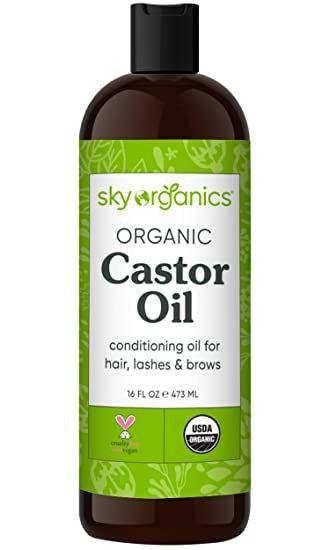 sky organics
ORGANIC
Castor
Oil
conditioning oil for
hair, lashes & brows
16 FL OZ e 473 ML
cruelty free
and vegan
USDA
ORGANIC